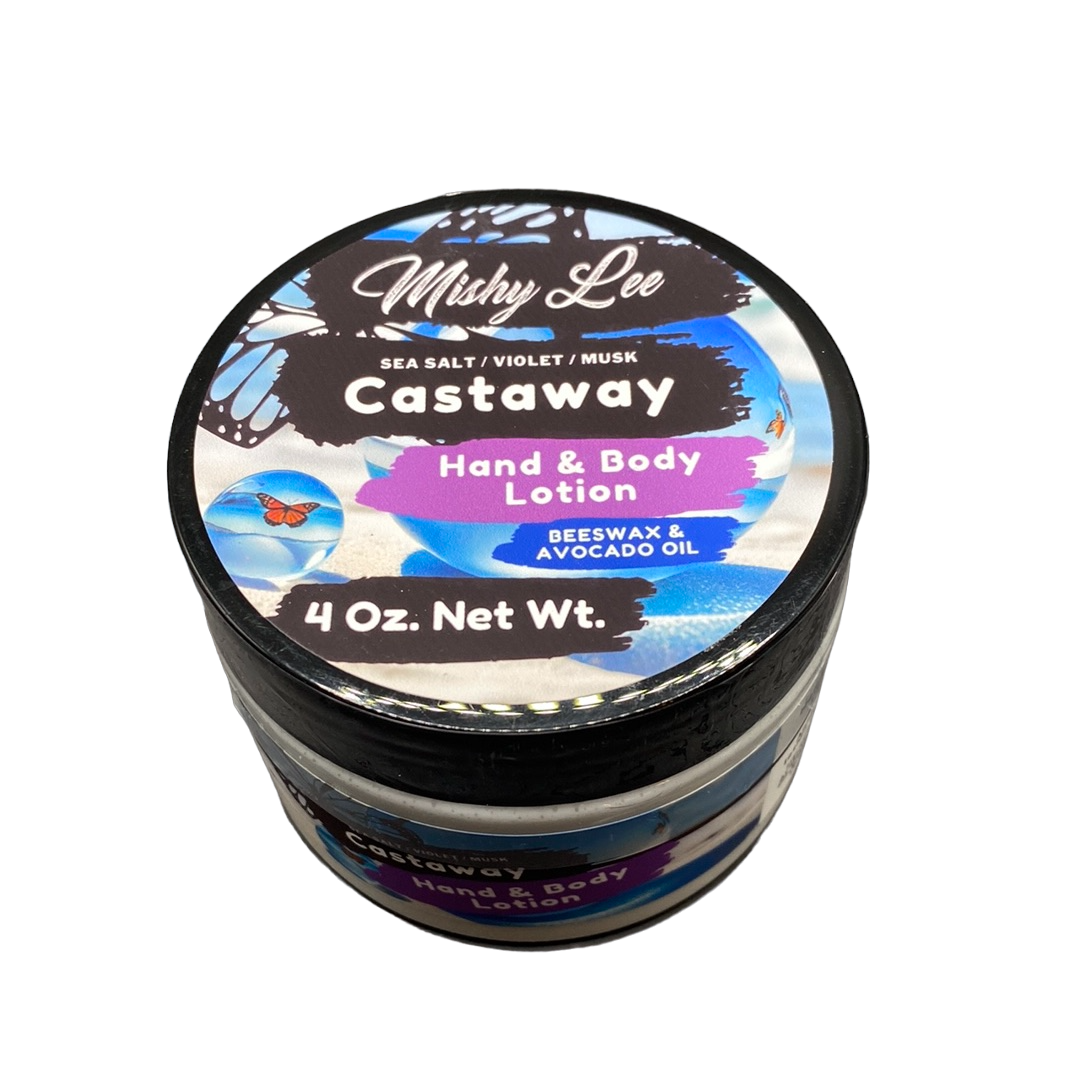 Mishy Lee
SEA SALT / VIOLET / MUSK
Castaway
Hand & Body
Lotion
BEESWAX &
AVOCADO OIL
4 Oz. Net Wt.
SALT / VIOLET / MUSK
Castaway
Hand & Body
Lotion